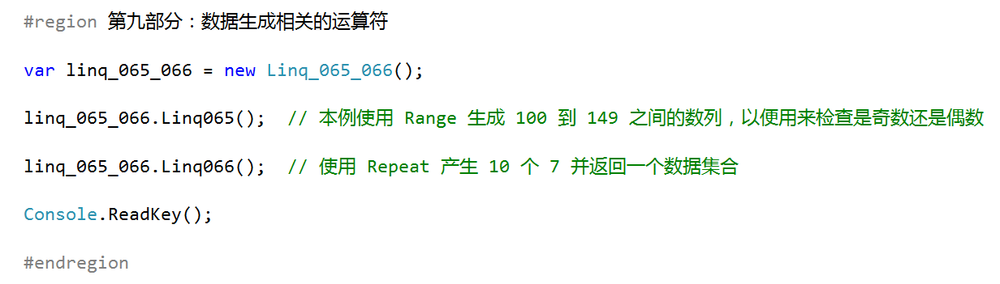 #region 第九部分：数据生成相关的运算符
var linq_065_066 = new Linq_065_066();
linq_065_066.Linq065();  // 本例使用 Range 生成 100 到 149 之间的数列，以便用来检查是奇数还是偶数
linq_065_066.Linq066();  // 使用 Repeat 产生 10 个 7 并返回一个数据集合
Console.ReadKey();
#endregion